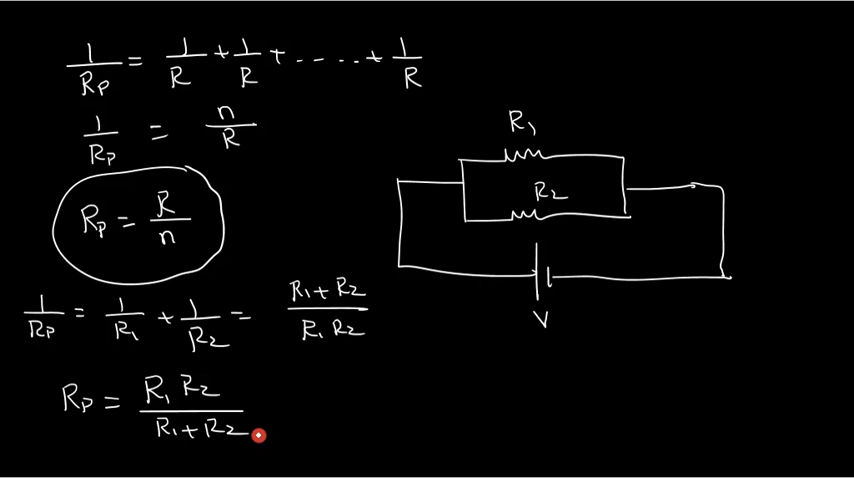 1/Rp = 1/R + 1/R + ..... + 1/R
1/Rp = n/R
Rp = R/n
1/Rp = 1/R1 + 1/R2 = R1+R2 / R1 R2
Rp = R1 R2 / R1+R2
R1
R2
V